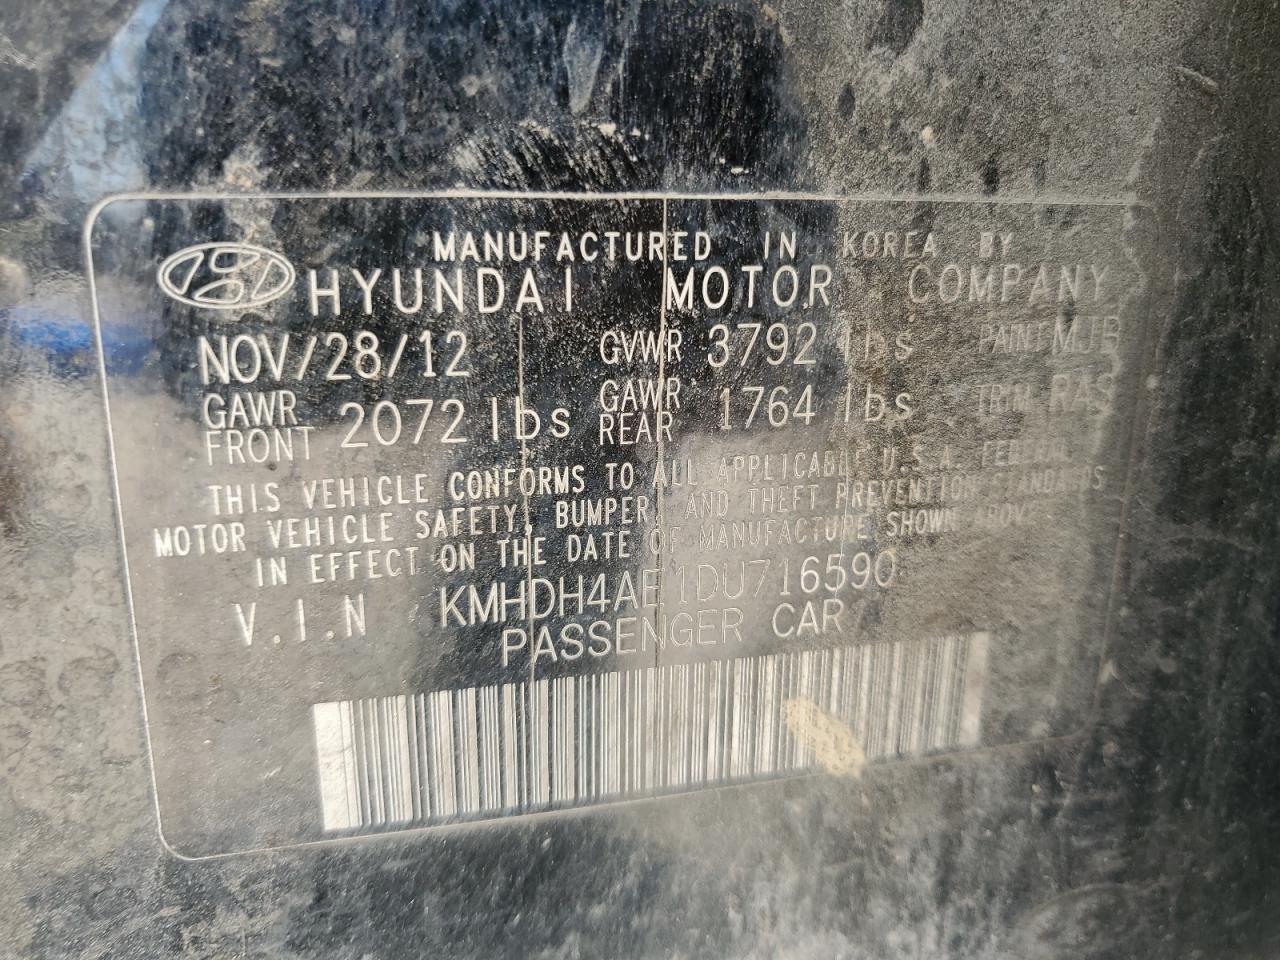 MANUFACTURED IN KOREA BY
HYUNDAI MOTOR COMPANY
NOV/28/12 GVWR 3792 lbs PAINT MJB
GAWR FRONT 2072 lbs GAWR REAR 1764 lbs TRIM RAS
THIS VEHICLE CONFORMS TO ALL APPLICABLE U.S.A. FEDERAL
MOTOR VEHICLE SAFETY, BUMPER, AND THEFT PREVENTION STANDARDS
IN EFFECT ON THE DATE OF MANUFACTURE SHOWN ABOVE
V.I.N KMHDH4AE1DU716590
PASSENGER CAR